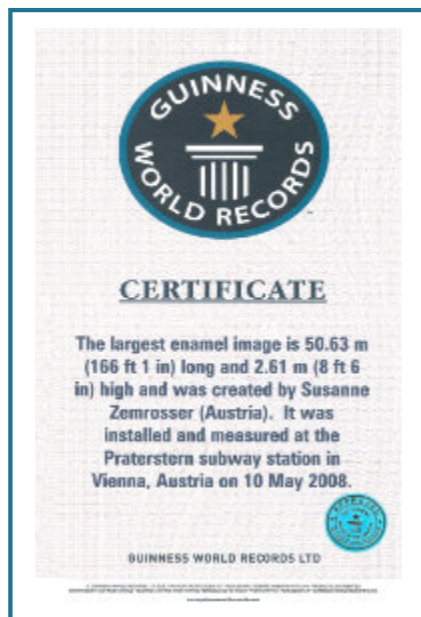 GUINNESS
WORLD RECORDS
CERTIFICATE
The largest enamel image is 50.63 m
(166 ft 1 in) long and 2.61 m (8 ft 6
in) high and was created by Susanne
Zemrosser (Austria). It was
installed and measured at the
Praterstern subway station in
Vienna, Austria on 10 May 2008.
GUINNESS WORLD RECORDS LTD